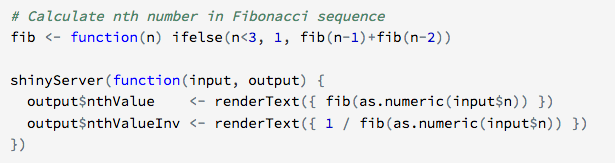 # Calculate nth number in Fibonacci sequence
fib <- function(n) ifelse(n<3, 1, fib(n-1)+fib(n-2))
shinyServer(function(input, output) {
  output$nthValue    <- renderText({ fib(as.numeric(input$n)) })
  output$nthValueInv <- renderText({ 1 / fib(as.numeric(input$n)) })
})